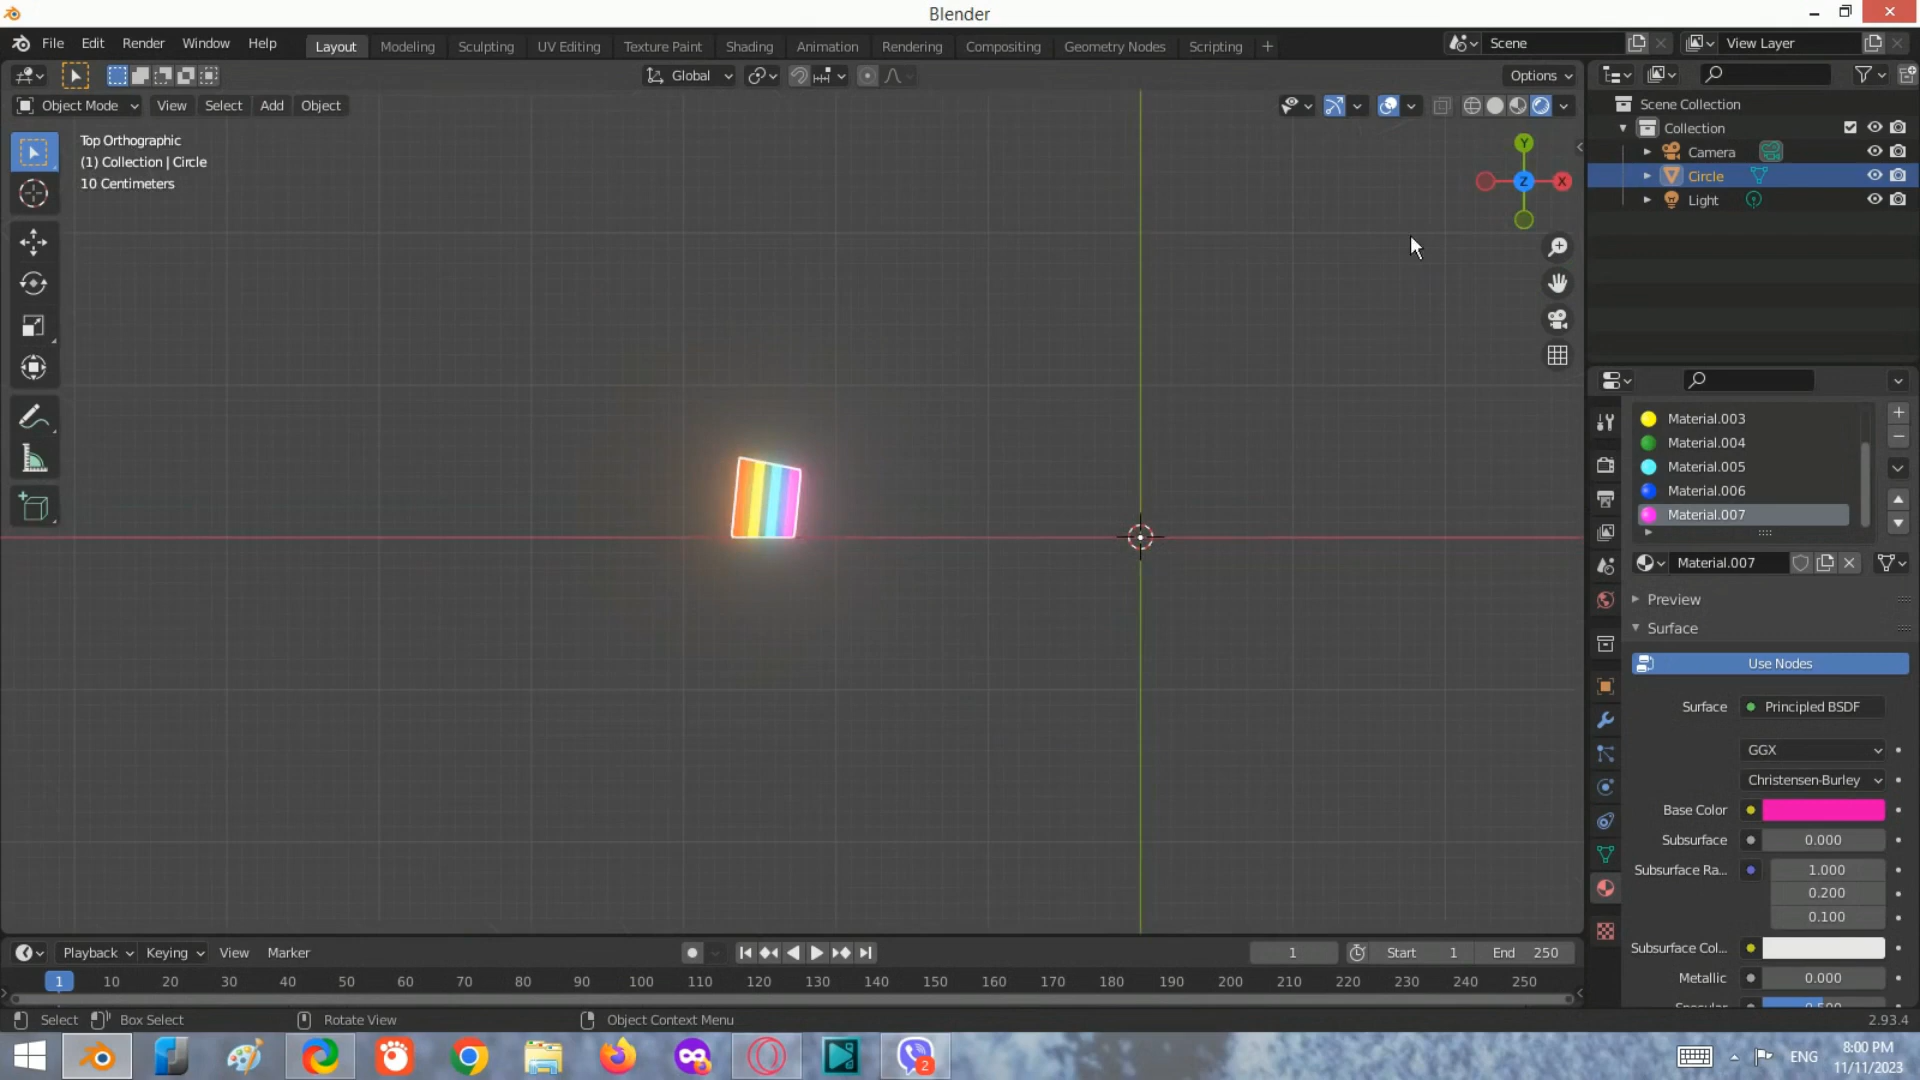 Blender
File Edit Render Window Help Layout Modeling Sculpting UV Editing Texture Paint Shading Animation Rendering Compositing Geometry Nodes Scripting + Scene View Layer
Global Options
Object Mode View Select Add Object
Scene Collection
Collection
Camera
Circle
Light
Top Orthographic
(1) Collection | Circle
10 Centimeters
Y
Z X
Material.003
Material.004
Material.005
Material.006
Material.007
Material.007
Preview
Surface
Use Nodes
Surface Principled BSDF
GGX
Christensen-Burley
Base Color
Subsurface 0.000
Subsurface Ra... 1.000
0.200
0.100
Subsurface Col...
Metallic 0.000
Specular 0.500
Playback Keying View Marker 1 Start 1 End 250
1 10 20 30 40 50 60 70 80 90 100 110 120 130 140 150 160 170 180 190 200 210 220 230 240 250
Select Box Select Rotate View Object Context Menu 2.93.4
2 ENG 8:00 PM
11/11/2023